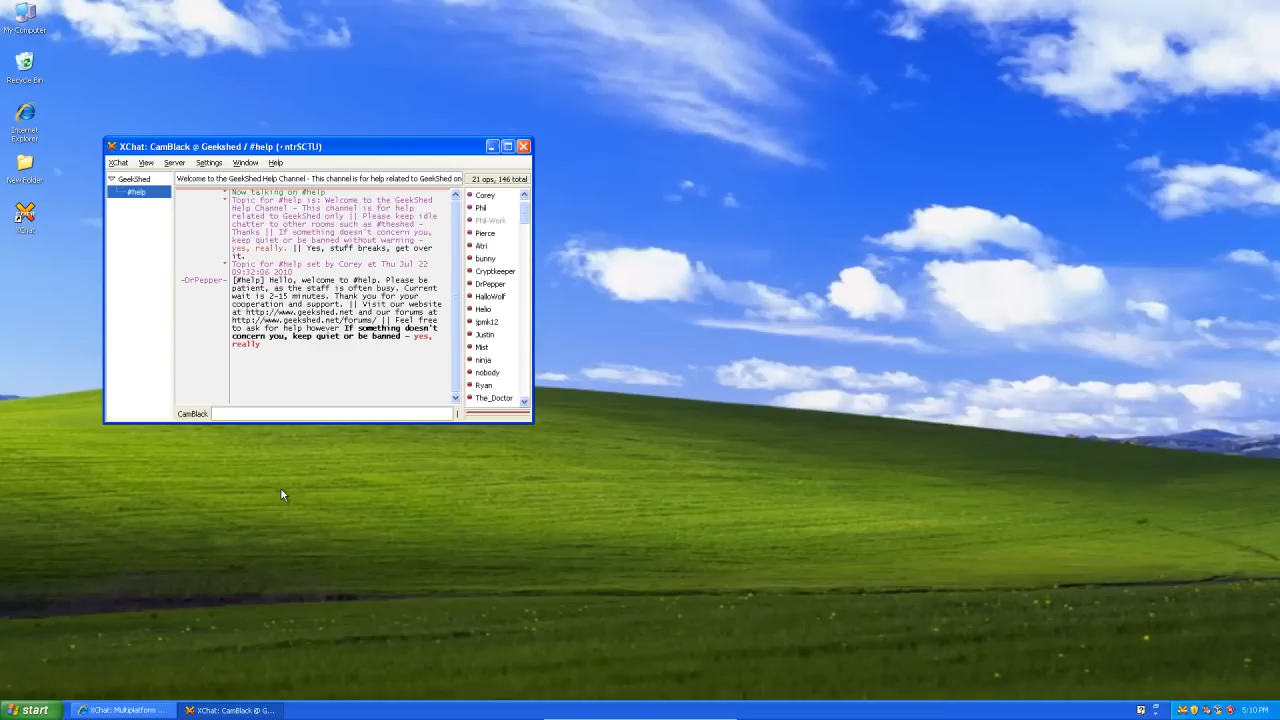 My Computer
Recycle Bin
Internet
Explorer
New Folder
XChat
XChat: CamBlack @ Geekshed / #help (+ntrSCTU)
XChat View Server Settings Window Help
GeekShed
#help
Welcome to the GeekShed Help Channel - This channel is for help related to GeekShed on
21 ops, 146 total
* Now talking on #help
* Topic for #help is: Welcome to the GeekShed
Help Channel - This channel is for help
related to GeekShed only || Please keep idle
chatter to other rooms such as #theshed -
Thanks || If something doesn't concern you,
keep quiet or be banned without warning -
yes, really. || Yes, stuff breaks, get over
it.
* Topic for #help set by Corey at Thu Jul 22
09:32:06 2010
-DrPepper- [#help] Hello, welcome to #help. Please be
patient, as the staff is often busy. Current
wait is 2-15 minutes. Thank you for your
cooperation and support. || Visit our website
at http://www.geekshed.net and our forums at
http://www.geekshed.net/forums/ || Feel free
to ask for help however If something doesn't
concern you, keep quiet or be banned - yes,
really
Corey
Phil
Phil-Work
Pierce
Atri
bunny
Cryptkeeper
DrPepper
HalloWolf
Helio
jpmk12
Justin
Mist
ninja
nobody
Ryan
The_Doctor
CamBlack
start
XChat: Multiplatform ...
XChat: CamBlack @ G...
5:10 PM